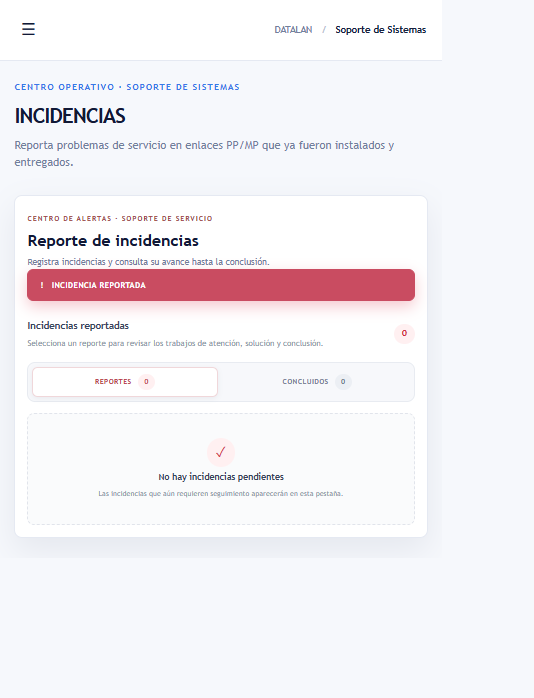 ☰
DATALAN / Soporte de Sistemas
CENTRO OPERATIVO · SOPORTE DE SISTEMAS
INCIDENCIAS
Reporta problemas de servicio en enlaces PP/MP que ya fueron instalados y
entregados.
CENTRO DE ALERTAS · SOPORTE DE SERVICIO
Reporte de incidencias
Registra incidencias y consulta su avance hasta la conclusión.
! INCIDENCIA REPORTADA
Incidencias reportadas
0
Selecciona un reporte para revisar los trabajos de atención, solución y conclusión.
REPORTES 0
CONCLUIDOS 0
✓
No hay incidencias pendientes
Las incidencias que aún requieren seguimiento aparecerán en esta pestaña.